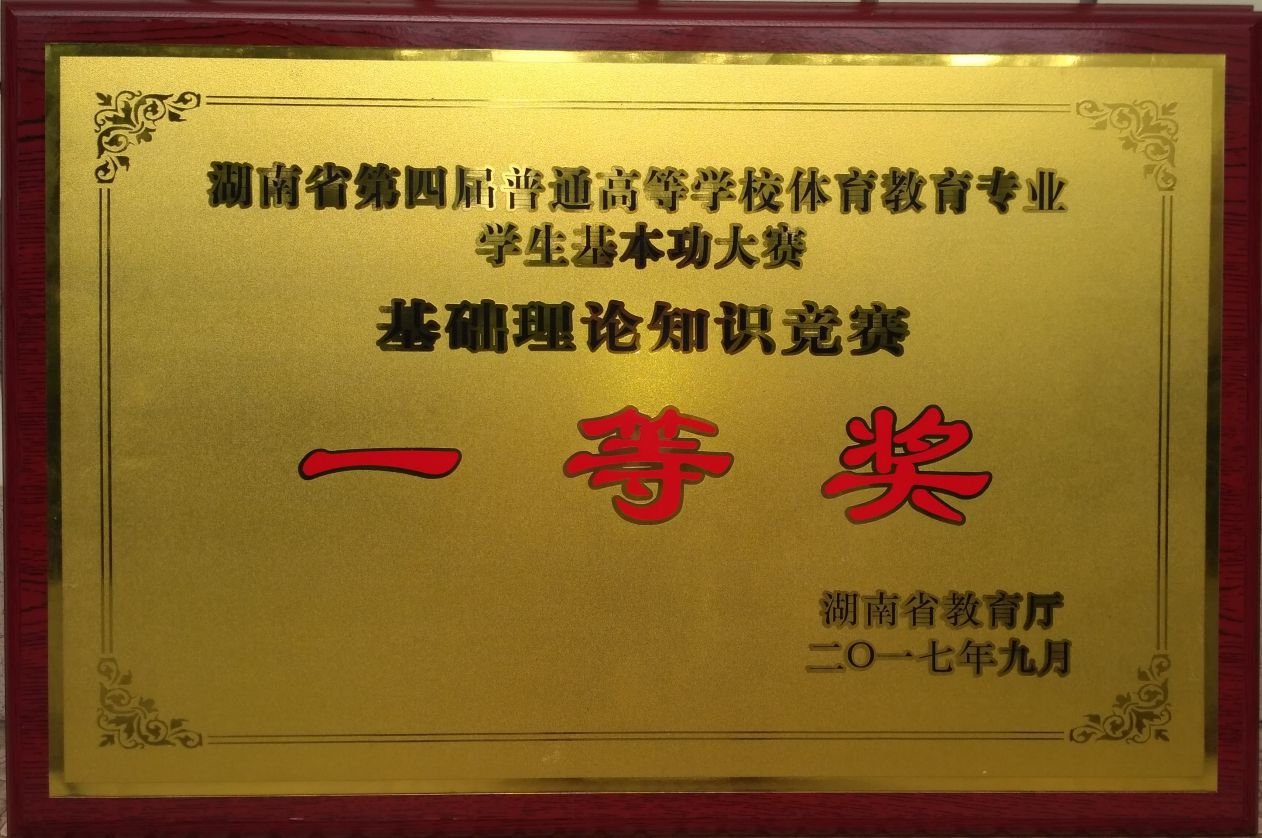 湖南省第四届普通高等学校体育教育专业
学生基本功大赛
基础理论知识竞赛
一等奖
湖南省教育厅
二〇一七年九月